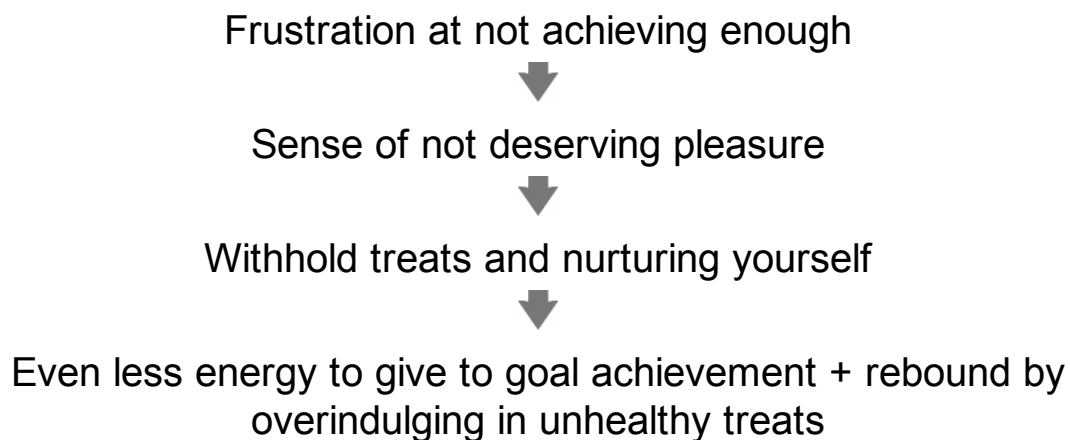 Frustration at not achieving enough
Sense of not deserving pleasure
Withhold treats and nurturing yourself
Even less energy to give to goal achievement + rebound by
overindulging in unhealthy treats